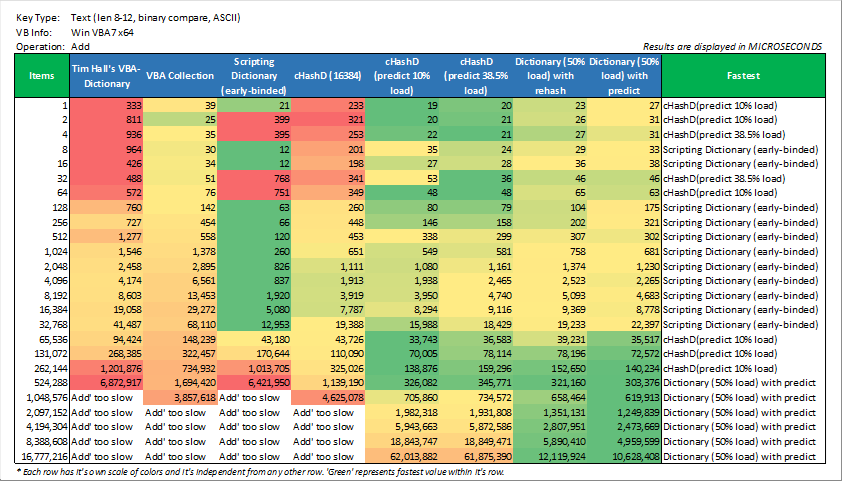 Key Type: Text (len 8-12, binary compare, ASCII)
VB Info: Win VBA7 x64
Operation: Add
Results are displayed in MICROSECONDS
Items Tim Hall's VBA-Dictionary VBA Collection Scripting Dictionary (early-binded) cHashD (16384) cHashD (predict 10% load) cHashD (predict 38.5% load) Dictionary (50% load) with rehash Dictionary (50% load) with predict Fastest
1 333 39 21 233 19 20 23 27 cHashD(predict 10% load)
2 811 25 399 321 20 21 26 31 cHashD(predict 10% load)
4 936 35 395 253 22 21 27 31 cHashD(predict 38.5% load)
8 964 30 12 201 35 24 29 33 Scripting Dictionary (early-binded)
16 426 34 12 198 27 28 36 38 Scripting Dictionary (early-binded)
32 488 51 768 341 53 36 46 46 cHashD(predict 38.5% load)
64 572 76 751 349 48 48 65 63 cHashD(predict 10% load)
128 760 142 63 260 80 79 104 175 Scripting Dictionary (early-binded)
256 727 454 66 448 146 158 202 321 Scripting Dictionary (early-binded)
512 1,277 558 120 453 338 299 307 302 Scripting Dictionary (early-binded)
1,024 1,546 1,378 260 651 549 581 758 681 Scripting Dictionary (early-binded)
2,048 2,458 2,895 826 1,111 1,080 1,161 1,374 1,230 Scripting Dictionary (early-binded)
4,096 4,174 6,561 837 1,913 1,938 2,465 2,523 2,265 Scripting Dictionary (early-binded)
8,192 8,603 13,453 1,920 3,919 3,950 4,740 5,093 4,683 Scripting Dictionary (early-binded)
16,384 19,058 29,272 5,080 7,787 8,294 9,116 9,369 8,778 Scripting Dictionary (early-binded)
32,768 41,487 68,110 12,953 19,388 15,988 18,429 19,233 22,397 Scripting Dictionary (early-binded)
65,536 94,424 148,239 43,180 43,726 33,743 36,583 39,231 35,517 cHashD(predict 10% load)
131,072 268,385 322,457 170,644 110,090 70,005 78,114 78,196 72,572 cHashD(predict 10% load)
262,144 1,201,876 734,932 1,013,705 325,026 138,876 159,296 152,650 140,234 cHashD(predict 10% load)
524,288 6,872,917 1,694,420 6,421,950 1,139,190 326,082 345,771 321,160 303,376 Dictionary (50% load) with predict
1,048,576 Add' too slow 3,857,618 Add' too slow 4,625,078 705,860 734,572 658,464 619,913 Dictionary (50% load) with predict
2,097,152 Add' too slow Add' too slow Add' too slow Add' too slow 1,982,318 1,931,808 1,351,131 1,249,839 Dictionary (50% load) with predict
4,194,304 Add' too slow Add' too slow Add' too slow Add' too slow 5,943,663 5,872,586 2,807,951 2,473,669 Dictionary (50% load) with predict
8,388,608 Add' too slow Add' too slow Add' too slow Add' too slow 18,843,747 18,849,471 5,890,410 4,959,599 Dictionary (50% load) with predict
16,777,216 Add' too slow Add' too slow Add' too slow Add' too slow 62,013,882 61,875,390 12,119,924 10,628,408 Dictionary (50% load) with predict
* Each row has it's own scale of colors and it's independent from any other row. 'Green' represents fastest value within it's row.